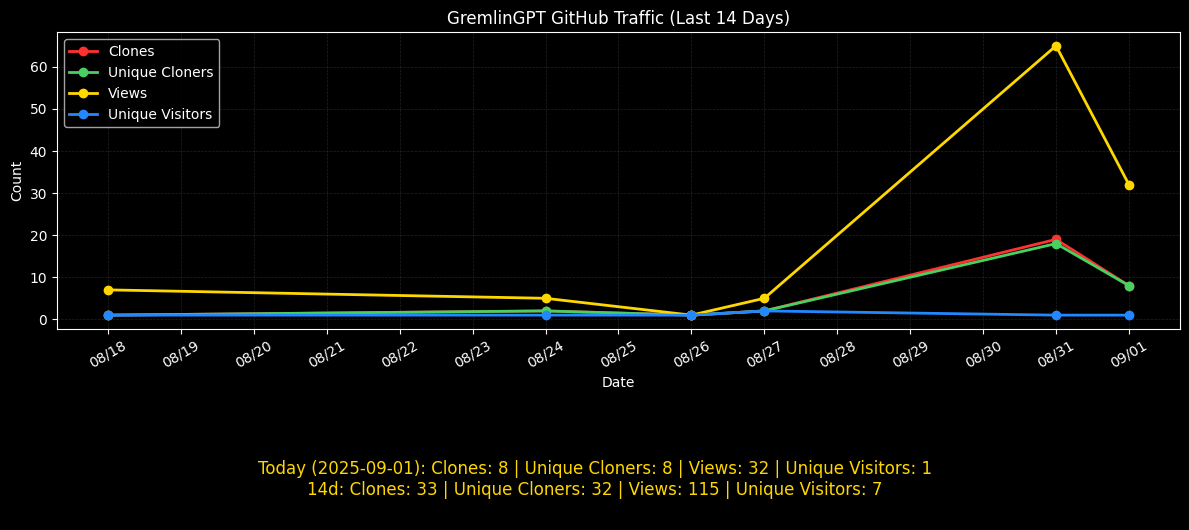 GremlinGPT GitHub Traffic (Last 14 Days)
Clones
Unique Cloners
Views
Unique Visitors
Count
60
50
40
30
20
10
0
08/18 08/19 08/20 08/21 08/22 08/23 08/24 08/25 08/26 08/27 08/28 08/29 08/30 08/31 09/01
Date
Today (2025-09-01): Clones: 8 | Unique Cloners: 8 | Views: 32 | Unique Visitors: 1
14d: Clones: 33 | Unique Cloners: 32 | Views: 115 | Unique Visitors: 7